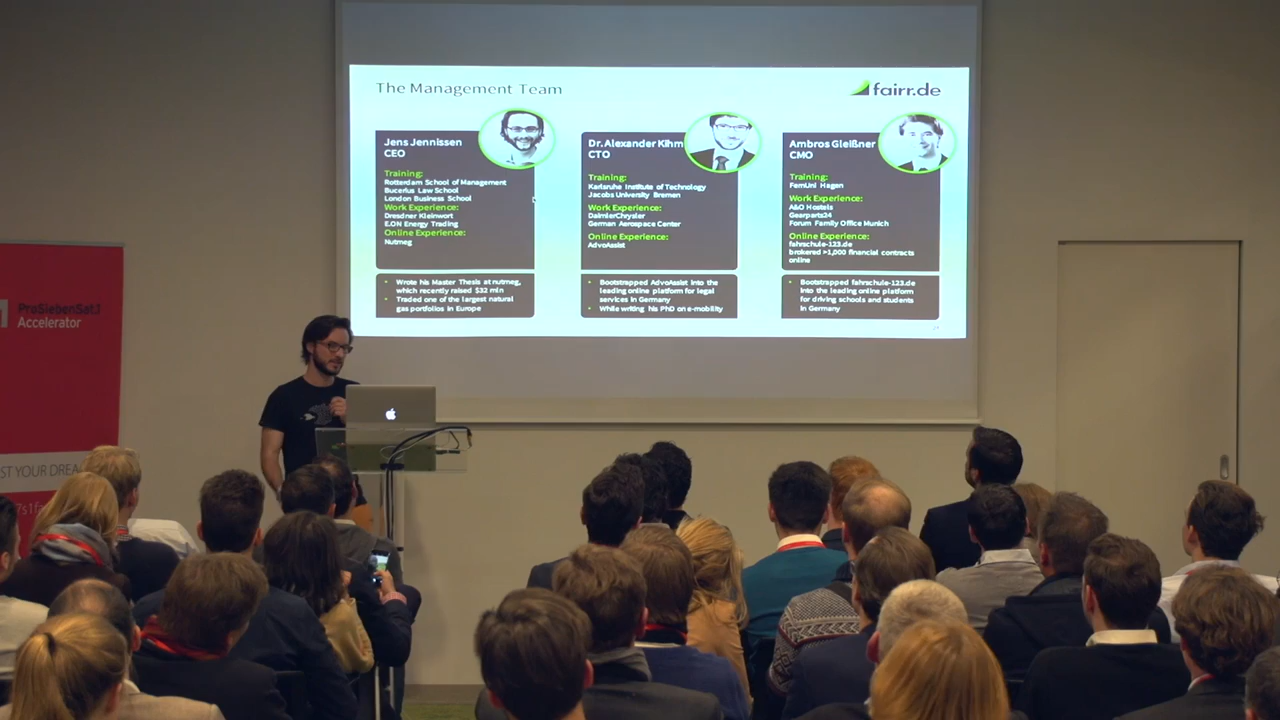 The Management Team
fairr.de
Jens Jennissen
CEO
Training:
Rotterdam School of Management
Bucerius Law School
London Business School
Work Experience:
Dresdner Kleinwort
E.ON Energy Trading
Online Experience:
Nutmeg
• Wrote his Master Thesis at nutmeg,
which recently raised $32 mln
• Traded one of the largest natural
gas portfolios in Europe
Dr. Alexander Kihm
CTO
Training:
Karlsruhe Institute of Technology
Jacobs University Bremen
Work Experience:
DaimlerChrysler
German Aerospace Center
Online Experience:
AdvoAssist
• Bootstrapped AdvoAssist into the
leading online platform for legal
services in Germany
• While writing his PhD on e-mobility
Ambros Gleißner
CMO
Training:
FernUni Hagen
Work Experience:
A&O Hostels
Gearparts24
Forum Family Office Munich
Online Experience:
fahrschule-123.de
brokered >1,000 financial contracts
online
• Bootstrapped fahrschule-123.de
into the leading online platform
for driving schools and students
in Germany
ProSiebenSat.1
Accelerator
ST YOUR DREA